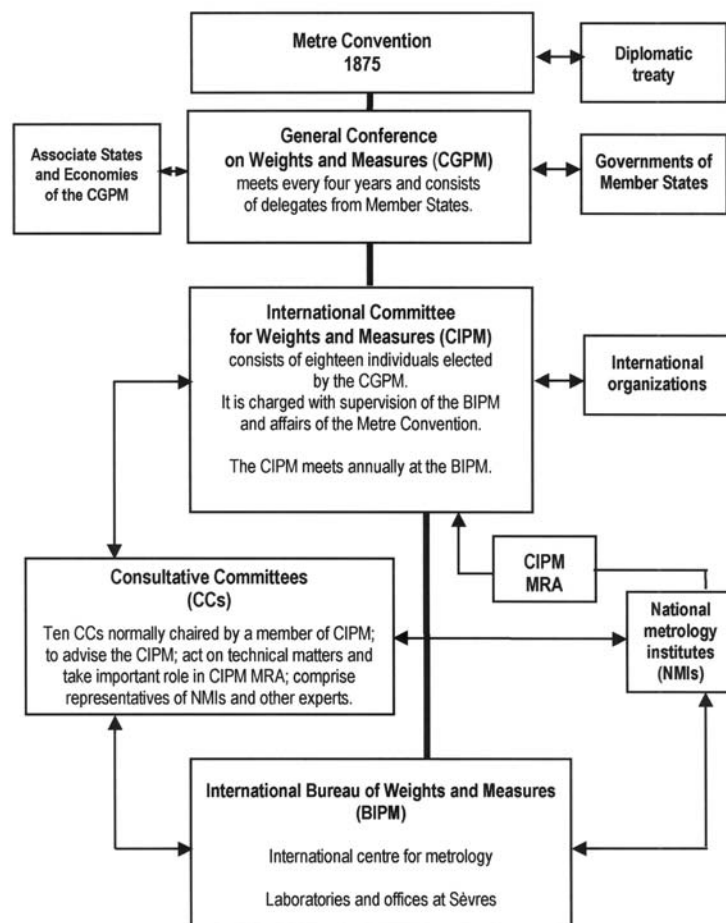 Metre Convention
1875
Diplomatic
treaty
General Conference
on Weights and Measures (CGPM)
meets every four years and consists
of delegates from Member States.
Associate States
and Economies
of the CGPM
Governments of
Member States
International Committee
for Weights and Measures (CIPM)
consists of eighteen individuals elected
by the CGPM.
It is charged with supervision of the BIPM
and affairs of the Metre Convention.
The CIPM meets annually at the BIPM.
International
organizations
CIPM
MRA
Consultative Committees
(CCs)
Ten CCs normally chaired by a member of CIPM;
to advise the CIPM; act on technical matters and
take important role in CIPM MRA; comprise
representatives of NMIs and other experts.
National
metrology
institutes
(NMIs)
International Bureau of Weights and Measures
(BIPM)
International centre for metrology
Laboratories and offices at Sèvres